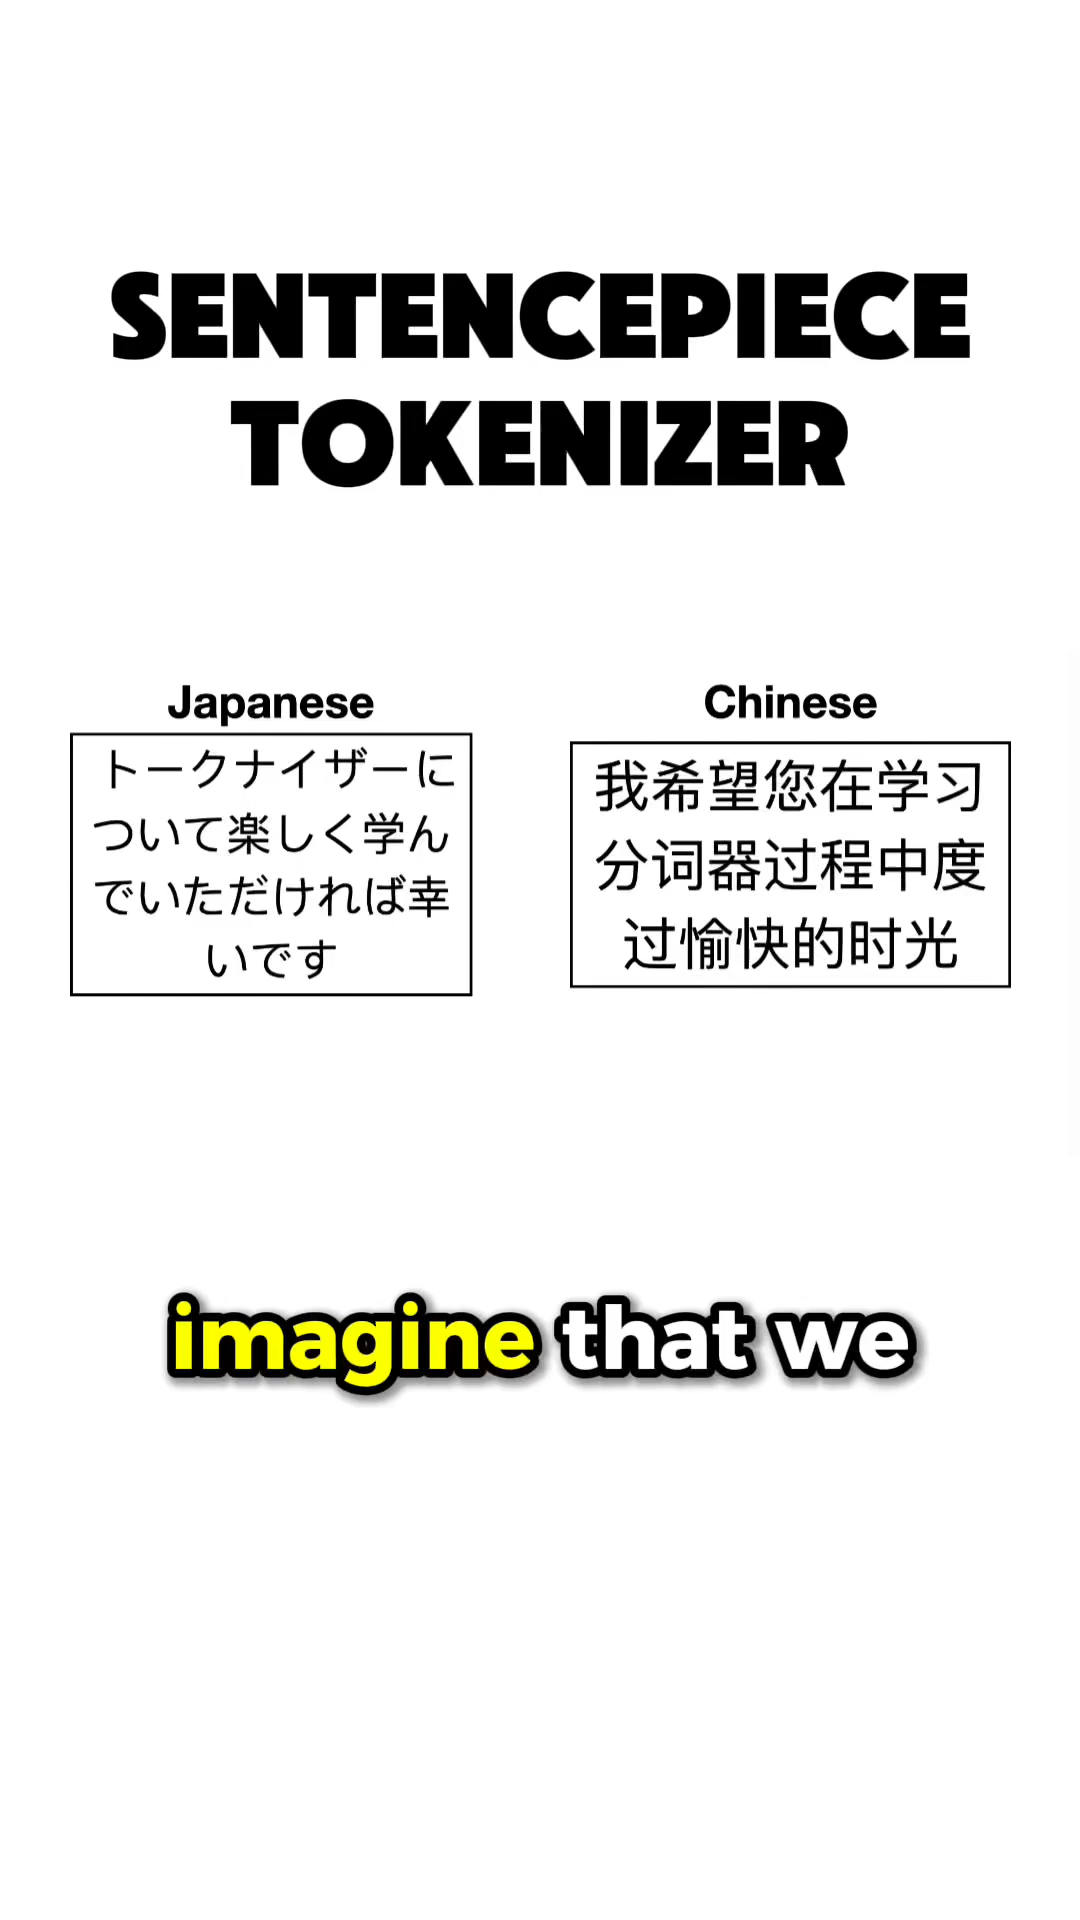 SENTENCEPIECE
TOKENIZER
Japanese
トークナイザーに
ついて楽しく学ん
でいただければ幸
いです
Chinese
我希望您在学习
分词器过程中度
过愉快的时光
imagine that we